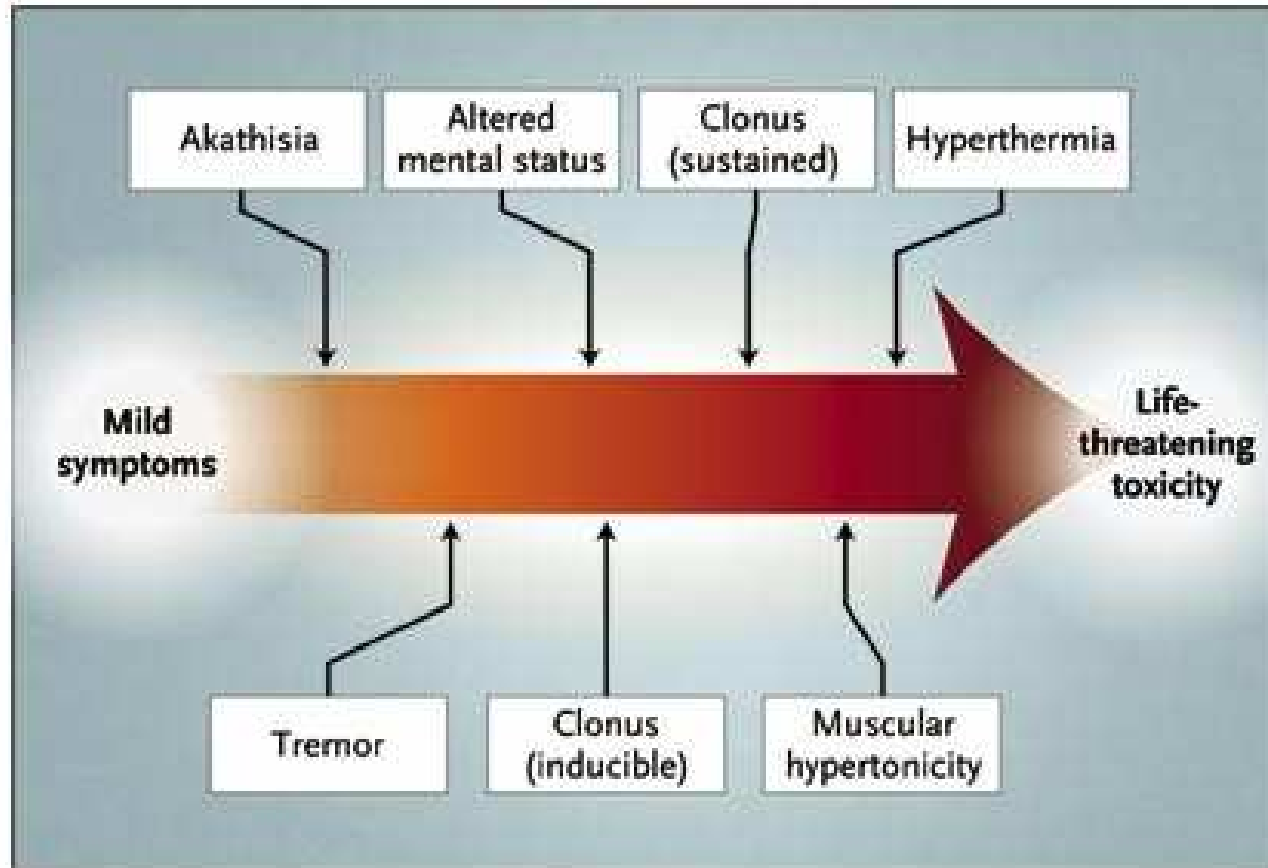 Akathisia
Altered
mental status
Clonus
(sustained)
Hyperthermia
Mild
symptoms
Life-
threatening
toxicity
Tremor
Clonus
(inducible)
Muscular
hypertonicity